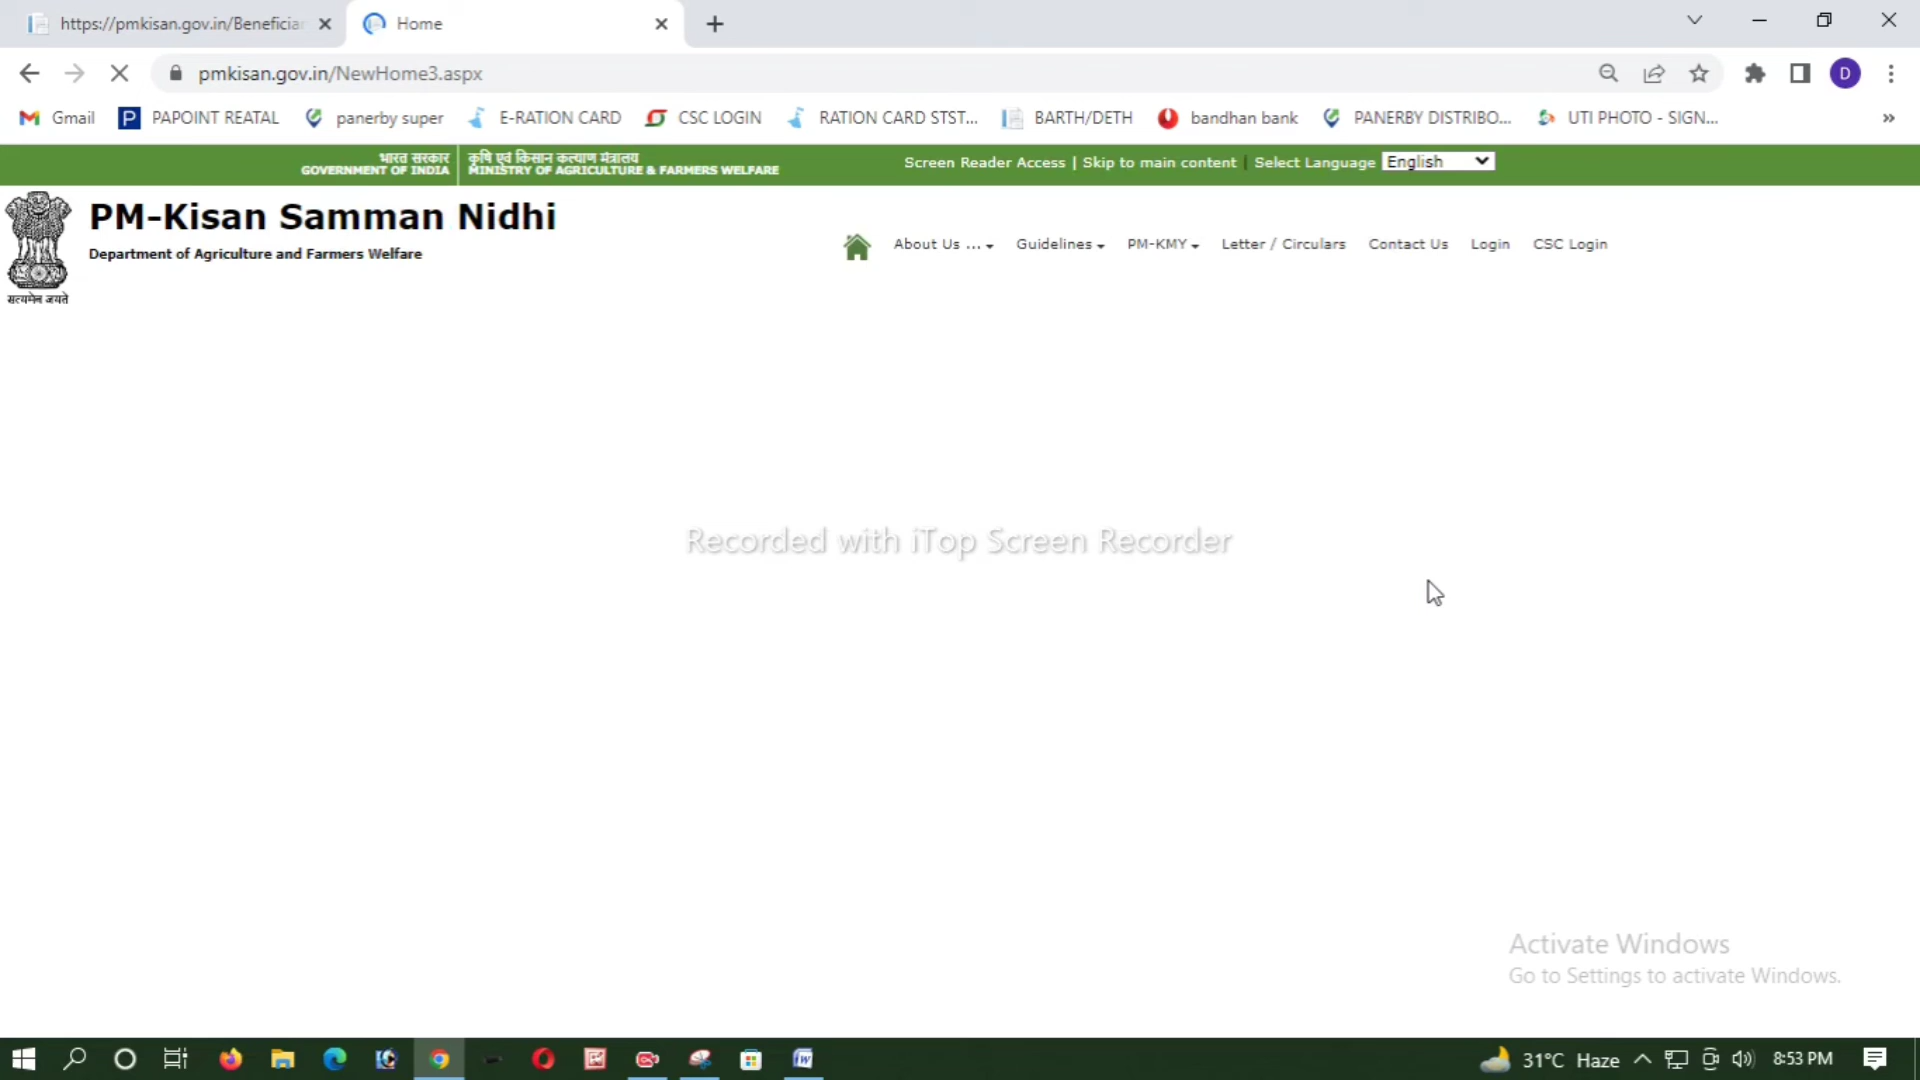 https://pmkisan.gov.in/Beneficia
Home
pmkisan.gov.in/NewHome3.aspx
D
Gmail
P PAPOINT REATAL
panerby super
E-RATION CARD
CSC LOGIN
RATION CARD STST...
BARTH/DETH
bandhan bank
PANERBY DISTRIBO...
UTI PHOTO - SIGN...
»
भारत सरकार
GOVERNMENT OF INDIA
कृषि एवं किसान कल्याण मंत्रालय
MINISTRY OF AGRICULTURE & FARMERS WELFARE
Screen Reader Access | Skip to main content | Select Language English
सत्यमेव जयते
PM-Kisan Samman Nidhi
Department of Agriculture and Farmers Welfare
About Us ... Guidelines PM-KMY Letter / Circulars Contact Us Login CSC Login
Recorded with iTop Screen Recorder
Activate Windows
Go to Settings to activate Windows.
31°C Haze
8:53 PM